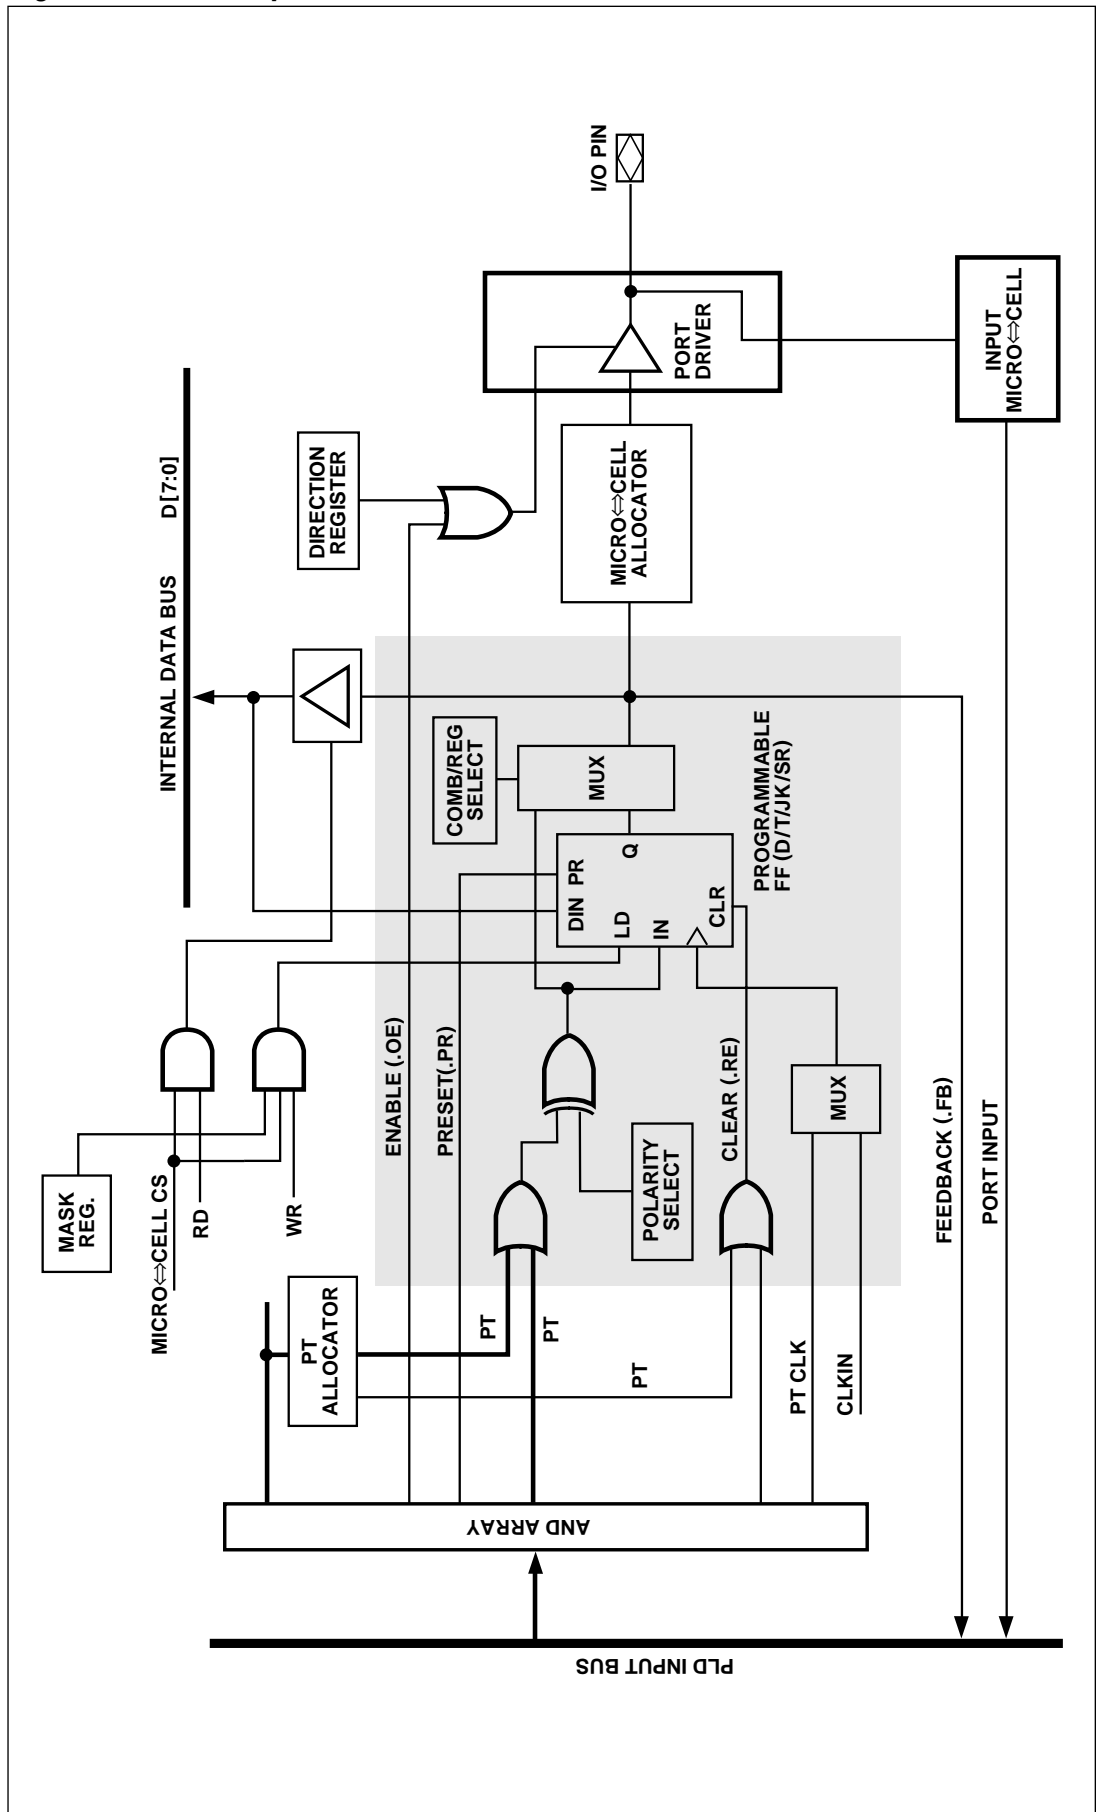 MASK
REG.
MICRO⇔CELL CS
RD
WR
INTERNAL DATA BUS D[7:0]
DIRECTION
REGISTER
I/O PIN
PT
ALLOCATOR
ENABLE (.OE)
PRESET(.PR)
COMB/REG
SELECT
MUX
DIN PR
LD
Q
IN
CLR
PROGRAMMABLE
FF (D/T/JK/SR)
MICRO⇔CELL
ALLOCATOR
PORT
DRIVER
INPUT
MICRO⇔CELL
PT
PT
PT
POLARITY
SELECT
CLEAR (.RE)
MUX
PT CLK
CLKIN
FEEDBACK (.FB)
PORT INPUT
AND ARRAY
PLD INPUT BUS